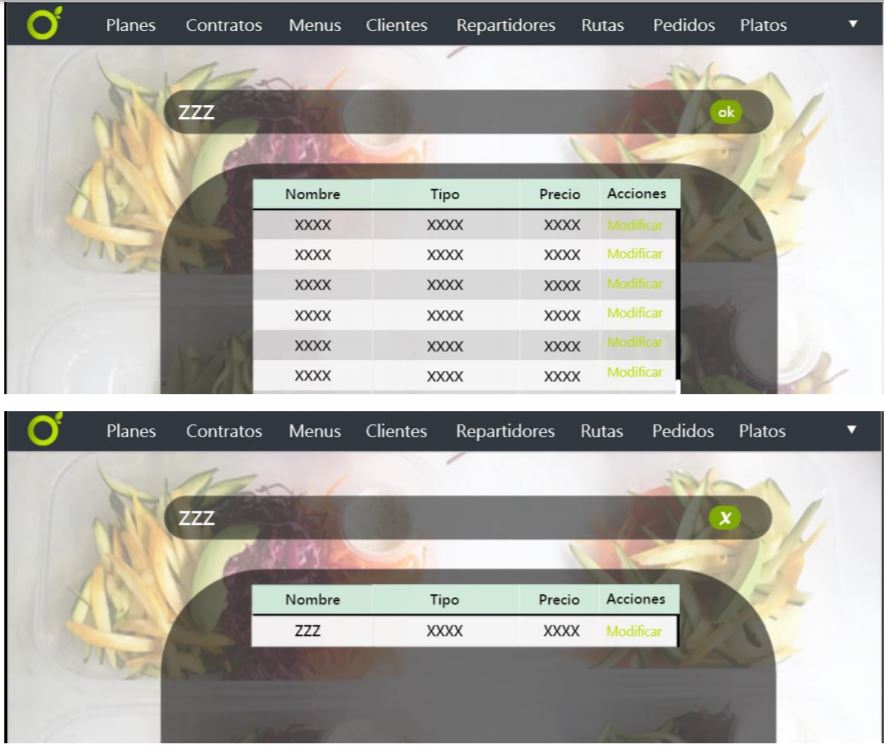 Planes Contratos Menus Clientes Repartidores Rutas Pedidos Platos
ZZZ ok
Nombre Tipo Precio Acciones
XXXX XXXX XXXX Modificar
XXXX XXXX XXXX Modificar
XXXX XXXX XXXX Modificar
XXXX XXXX XXXX Modificar
XXXX XXXX XXXX Modificar
XXXX XXXX XXXX Modificar
Planes Contratos Menus Clientes Repartidores Rutas Pedidos Platos
ZZZ X
Nombre Tipo Precio Acciones
ZZZ XXXX XXXX Modificar